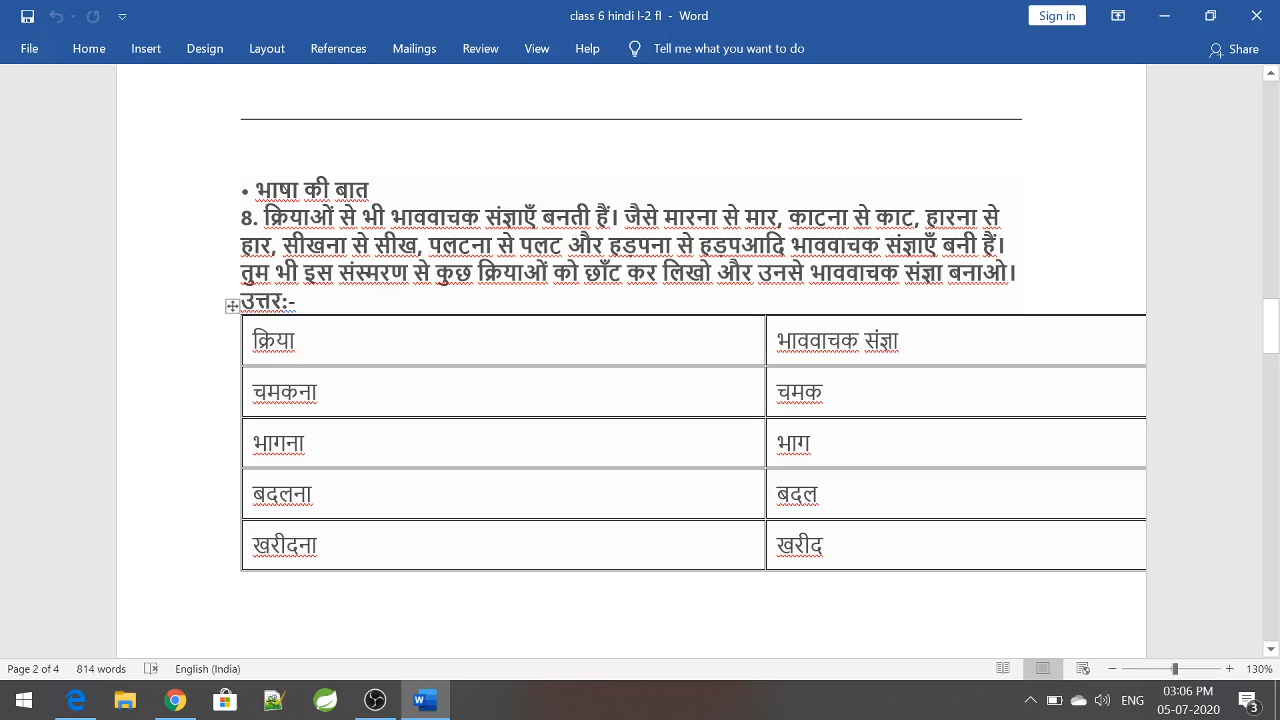 class 6 hindi l-2 fl - Word
Sign in
File Home Insert Design Layout References Mailings Review View Help Tell me what you want to do Share
• भाषा की बात
8. क्रियाओं से भी भाववाचक संज्ञाएँ बनती हैं। जैसे मारना से मार, काटना से काट, हारना से
हार, सीखना से सीख, पलटना से पलट और हड़पना से हड़पआदि भाववाचक संज्ञाएँ बनी हैं।
तुम भी इस संस्मरण से कुछ क्रियाओं को छाँट कर लिखो और उनसे भाववाचक संज्ञा बनाओ।
उत्तर:-
क्रिया भाववाचक संज्ञा
चमकना चमक
भागना भाग
बदलना बदल
खरीदना खरीद
Page 2 of 4 814 words English (India) 130%
ENG 03:06 PM
05-07-2020 3